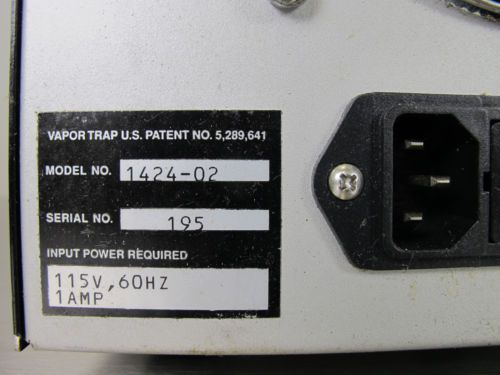 VAPOR TRAP U.S. PATENT NO. 5,289,641
MODEL NO. 1424-02
SERIAL NO. 195
INPUT POWER REQUIRED
115V, 60HZ
1AMP